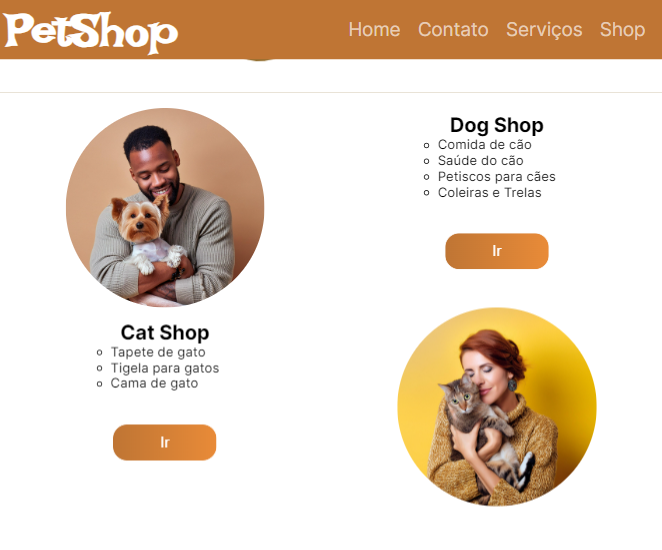 PetShop
Home Contato Serviços Shop
Dog Shop
Comida de cão
Saúde do cão
Petiscos para cães
Coleiras e Trelas
Ir
Cat Shop
Tapete de gato
Tigela para gatos
Cama de gato
Ir